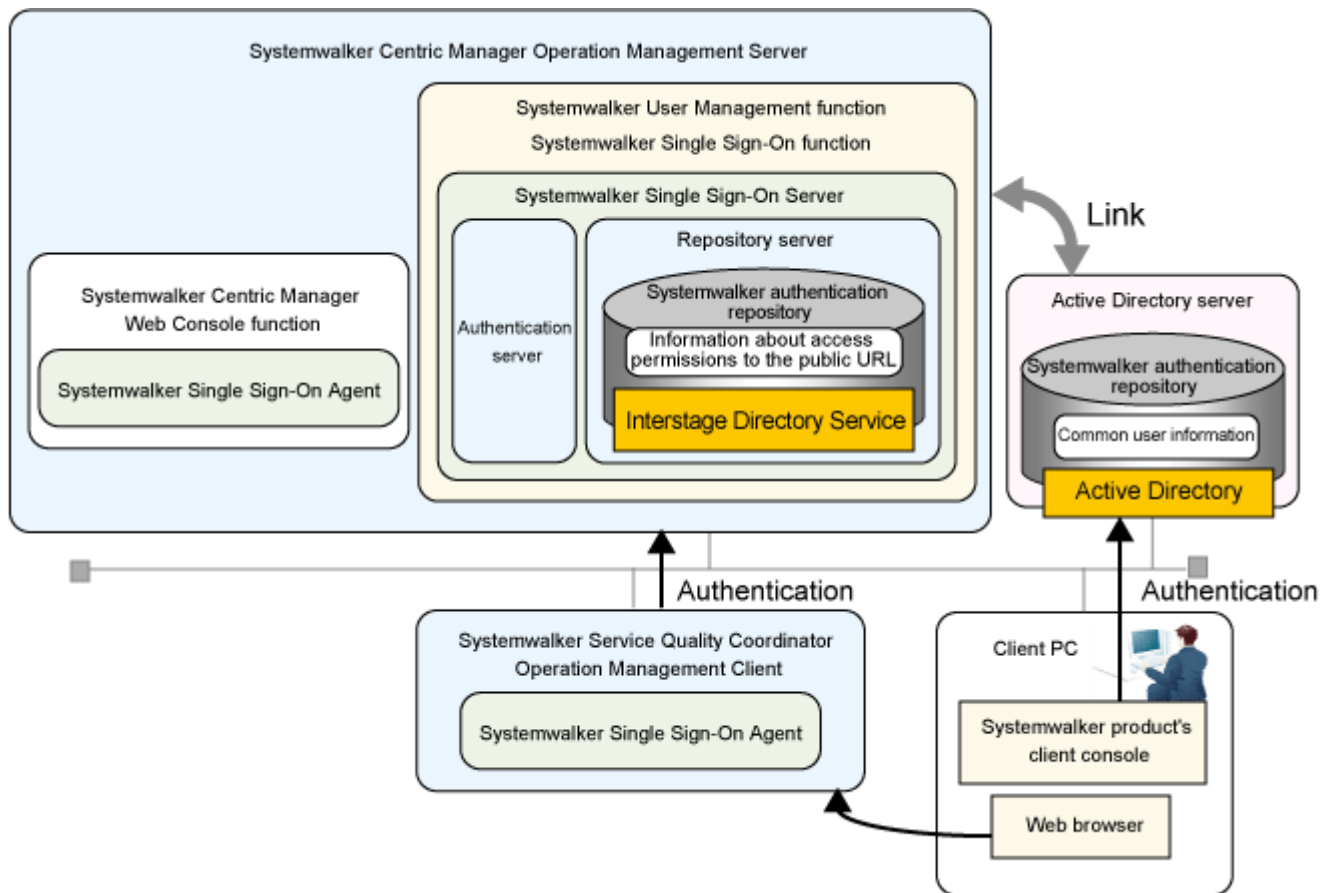 Systemwalker Centric Manager Operation Management Server
Systemwalker User Management function
Systemwalker Single Sign-On function
Systemwalker Single Sign-On Server
Authentication
server
Repository server
Systemwalker authentication
repository
Information about access
permissions to the public URL
Interstage Directory Service
Systemwalker Centric Manager
Web Console function
Systemwalker Single Sign-On Agent
Link
Active Directory server
Systemwalker authentication
repository
Common user information
Active Directory
Authentication
Authentication
Systemwalker Service Quality Coordinator
Operation Management Client
Systemwalker Single Sign-On Agent
Client PC
Systemwalker product's
client console
Web browser